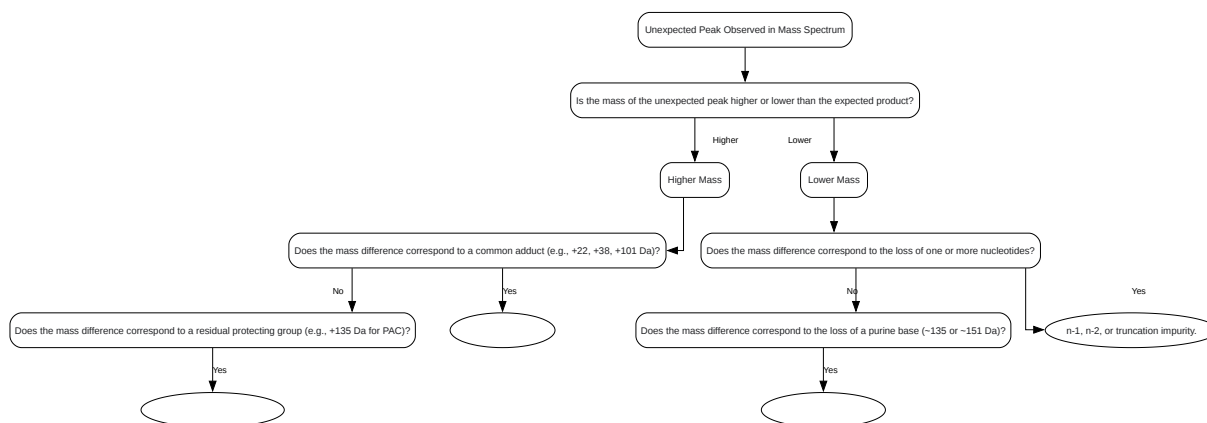 Unexpected Peak Observed in Mass Spectrum
Is the mass of the unexpected peak higher or lower than the expected product?
Higher
Lower
Higher Mass
Lower Mass
Does the mass difference correspond to a common adduct (e.g., +22, +38, +101 Da)?
Does the mass difference correspond to the loss of one or more nucleotides?
No
Yes
No
Yes
Does the mass difference correspond to a residual protecting group (e.g., +135 Da for PAC)?
Does the mass difference correspond to the loss of a purine base (~135 or ~151 Da)?
n-1, n-2, or truncation impurity.
Yes
Yes